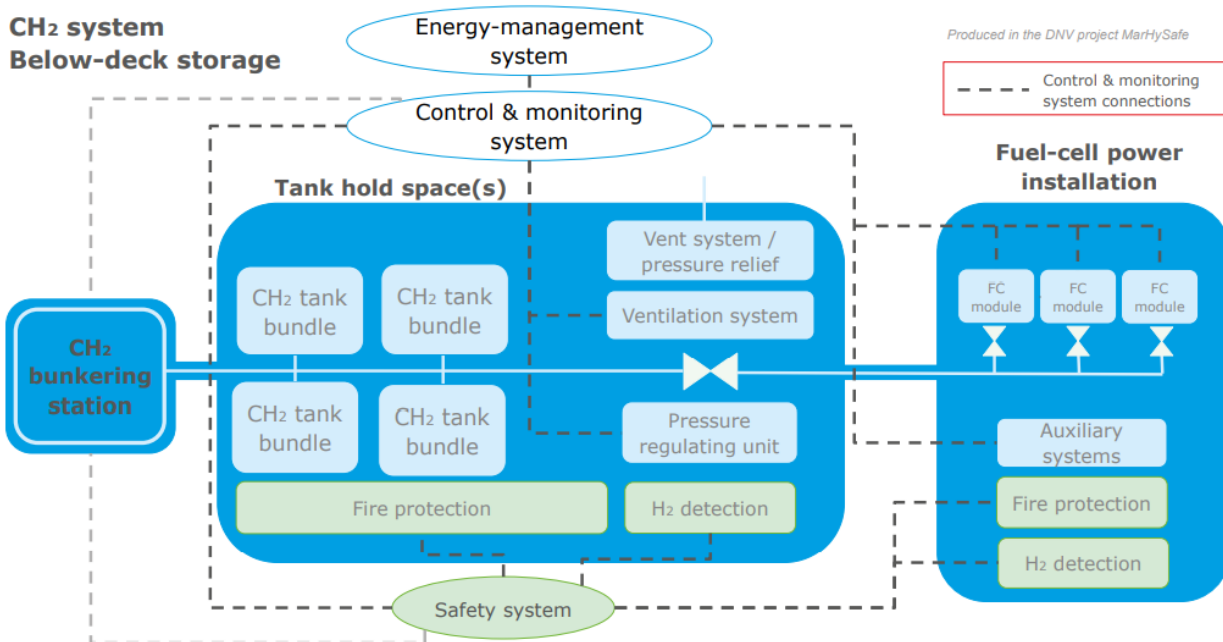 CH₂ system
Below-deck storage
Energy-management
system
Produced in the DNV project MarHySafe
Control & monitoring
system connections
Control & monitoring
system
Tank hold space(s)
Fuel-cell power
installation
Vent system /
pressure relief
CH₂ tank
bundle
CH₂ tank
bundle
Ventilation system
FC
module
FC
module
FC
module
CH₂
bunkering
station
CH₂ tank
bundle
CH₂ tank
bundle
Pressure
regulating unit
Auxiliary
systems
Fire protection
H₂ detection
Fire protection
H₂ detection
Safety system